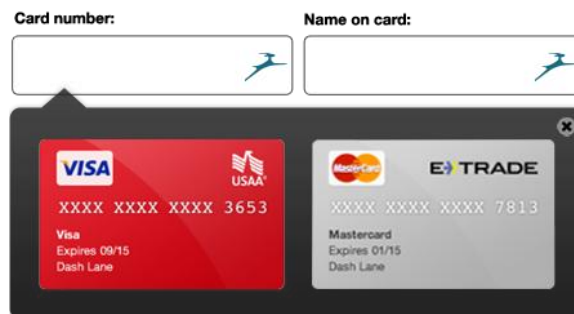 Card number:
Name on card:
VISA
USAA®
XXXX XXXX XXXX 3653
Visa
Expires 09/15
Dash Lane
MasterCard
E*TRADE
XXXX XXXX XXXX 7813
Mastercard
Expires 01/15
Dash Lane